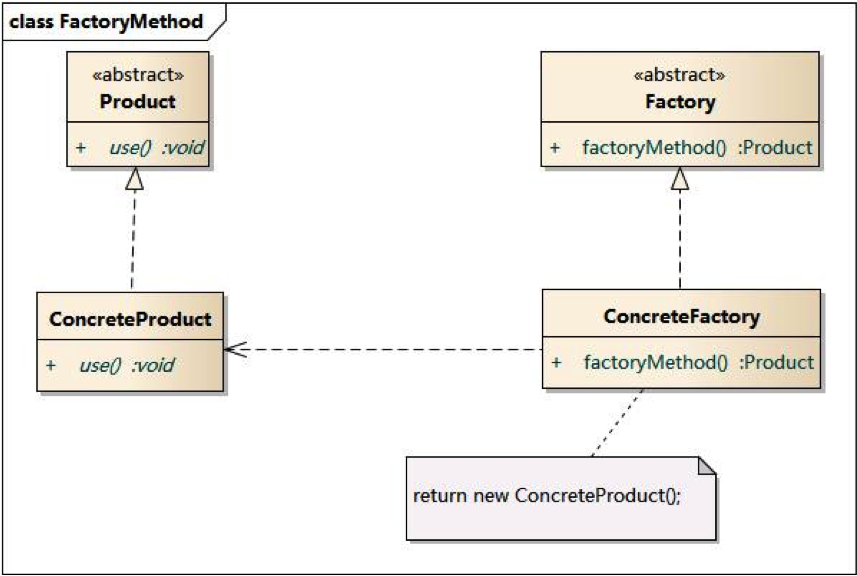 class FactoryMethod
«abstract»
Product
+ use() :void
«abstract»
Factory
+ factoryMethod() :Product
ConcreteProduct
+ use() :void
ConcreteFactory
+ factoryMethod() :Product
return new ConcreteProduct();